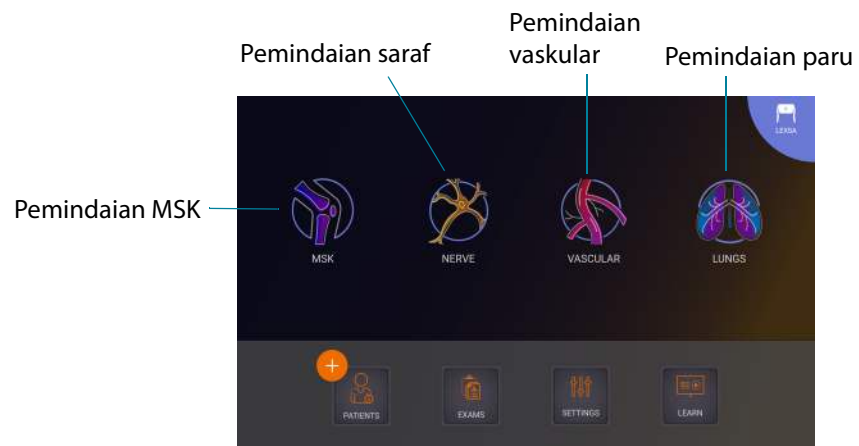 Pemindaian saraf
Pemindaian
vaskular
Pemindaian paru
LEXSA
Pemindaian MSK
MSK
NERVE
VASCULAR
LUNGS
+
PATIENTS
EXAMS
SETTINGS
LEARN